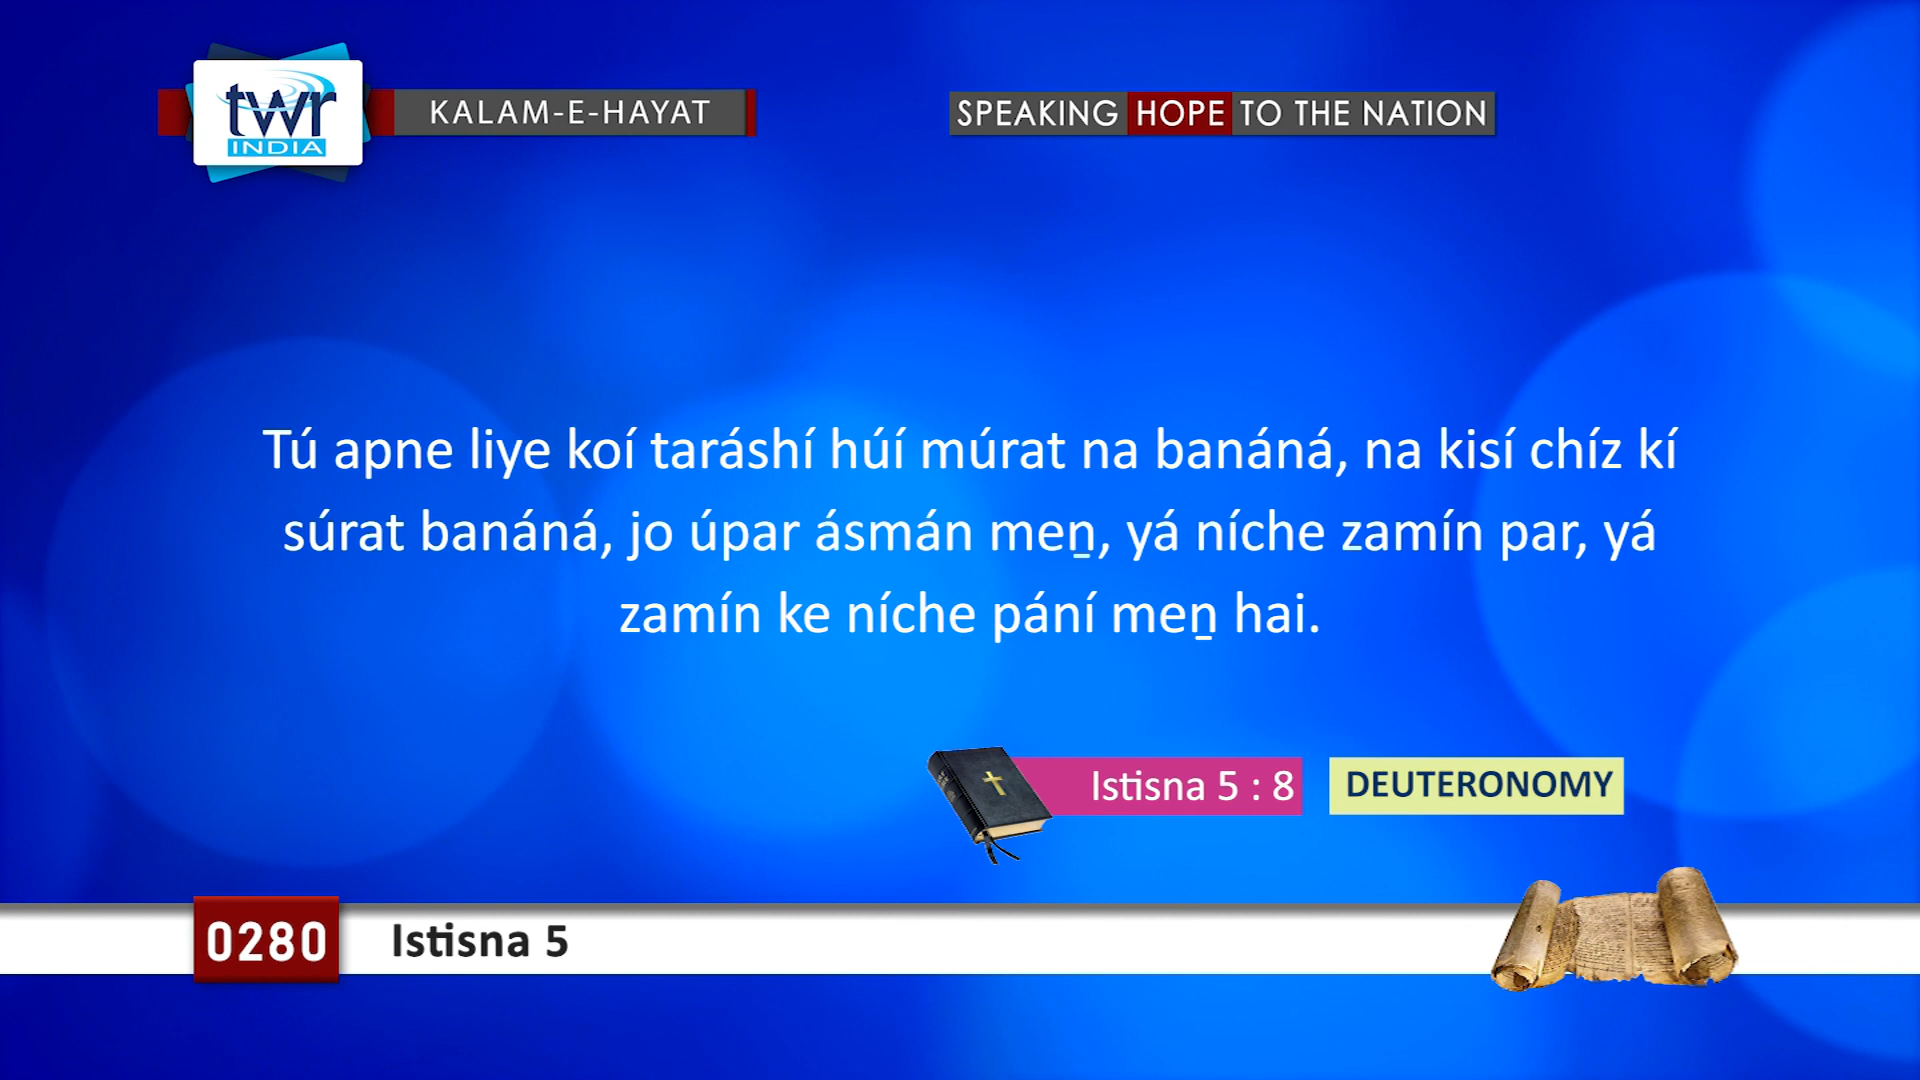 twr
INDIA
KALAM-E-HAYAT
SPEAKING HOPE TO THE NATION
Tú apne liye koí taráshí húí múrat na banáná, na kisí chíz kí
súrat banáná, jo úpar ásmán meṉ, yá níche zamín par, yá
zamín ke níche pání meṉ hai.
Istisna 5 : 8
DEUTERONOMY
0280
Istisna 5